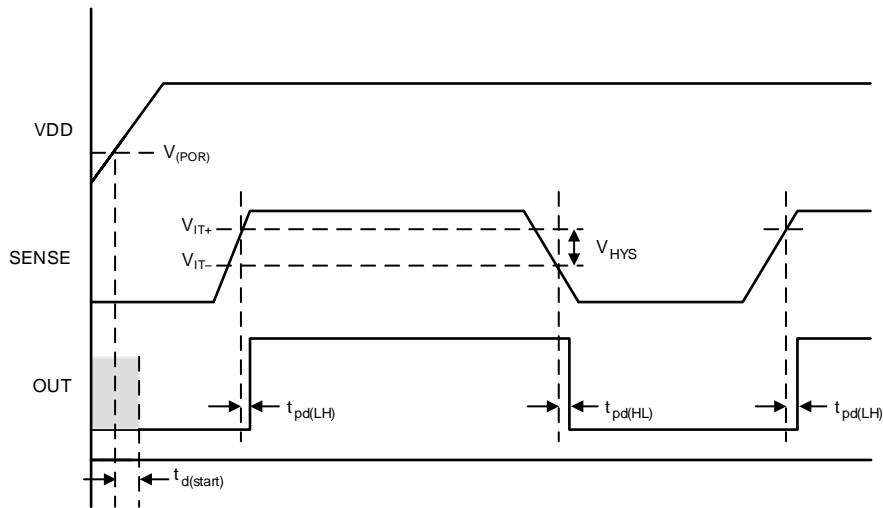 VDD
V(POR)
VIT+
VIT–
VHYS
SENSE
OUT
tpd(LH)
tpd(HL)
tpd(LH)
td(start)